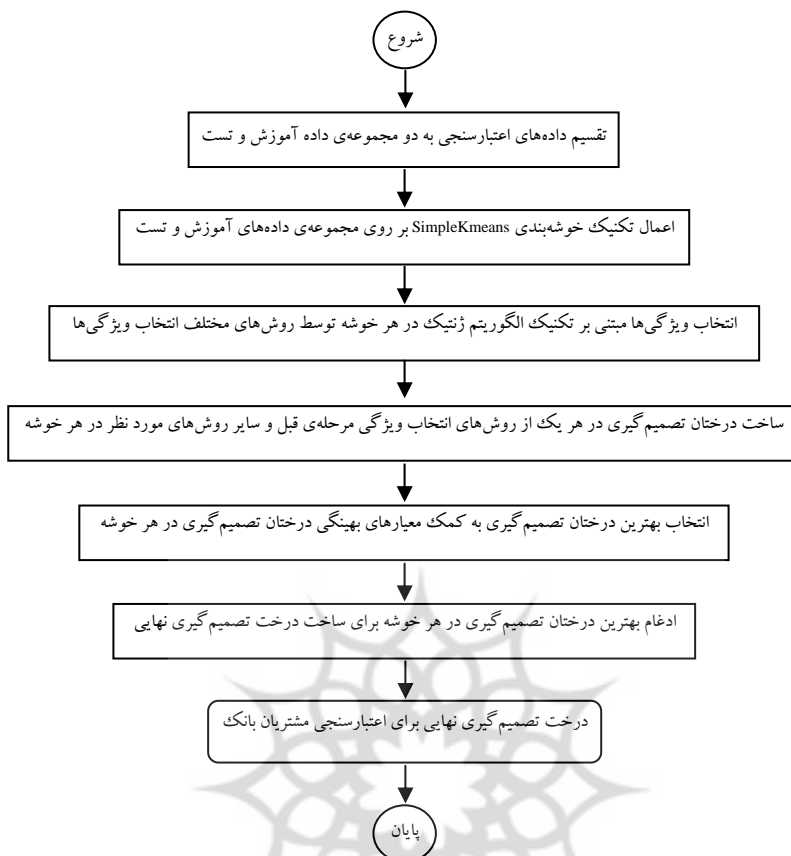 شروع
تقسیم داده‌های اعتبارسنجی به دو مجموعه‌ی داده آموزش و تست
اعمال تکنیک خوشه‌بندی SimpleKmeans بر روی مجموعه‌ی داده‌های آموزش و تست
انتخاب ویژگی‌ها مبتنی بر تکنیک الگوریتم ژنتیک در هر خوشه توسط روش‌های مختلف انتخاب ویژگی‌ها
ساخت درختان تصمیم‌گیری در هر یک از روش‌های انتخاب ویژگی مرحله‌ی قبل و سایر روش‌های مورد نظر در هر خوشه
انتخاب بهترین درختان تصمیم‌گیری به کمک معیارهای بهینگی درختان تصمیم‌گیری در هر خوشه
ادغام بهترین درختان تصمیم‌گیری در هر خوشه برای ساخت درخت تصمیم‌گیری نهایی
درخت تصمیم‌گیری نهایی برای اعتبارسنجی مشتریان بانک
پایان